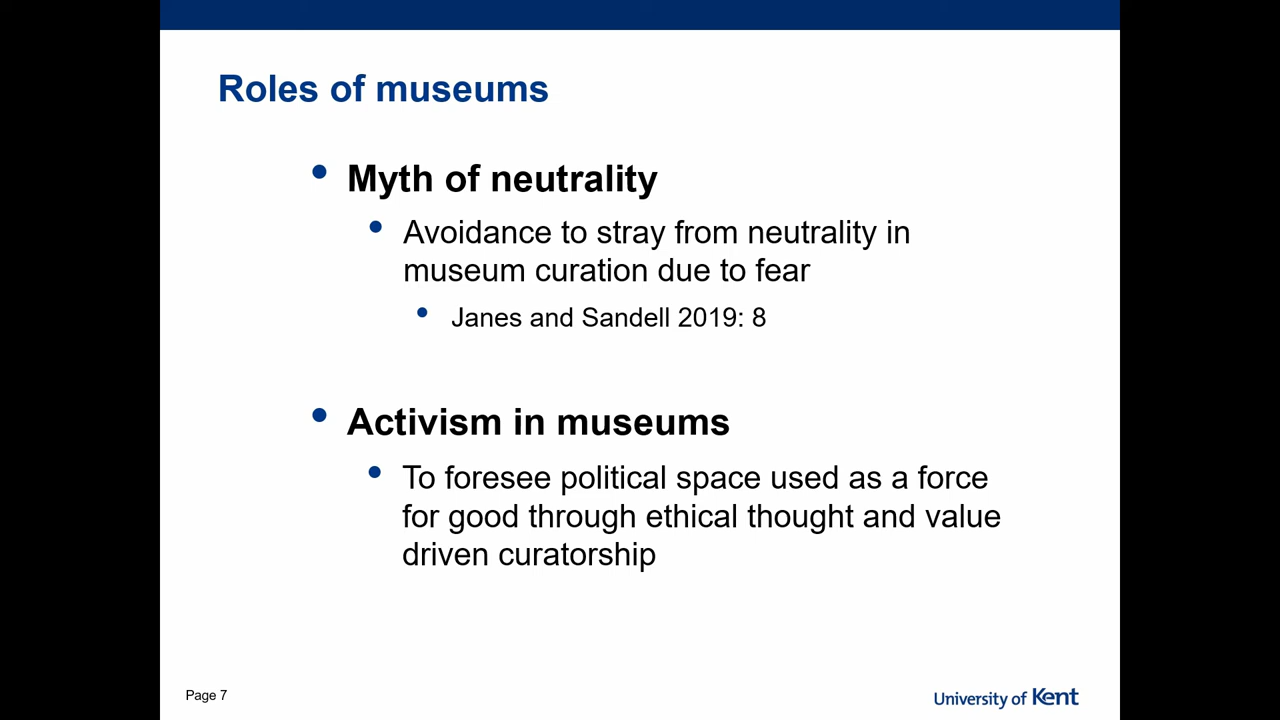 Roles of museums
Myth of neutrality
Avoidance to stray from neutrality in
museum curation due to fear
Janes and Sandell 2019: 8
Activism in museums
To foresee political space used as a force
for good through ethical thought and value
driven curatorship
Page 7
University of Kent